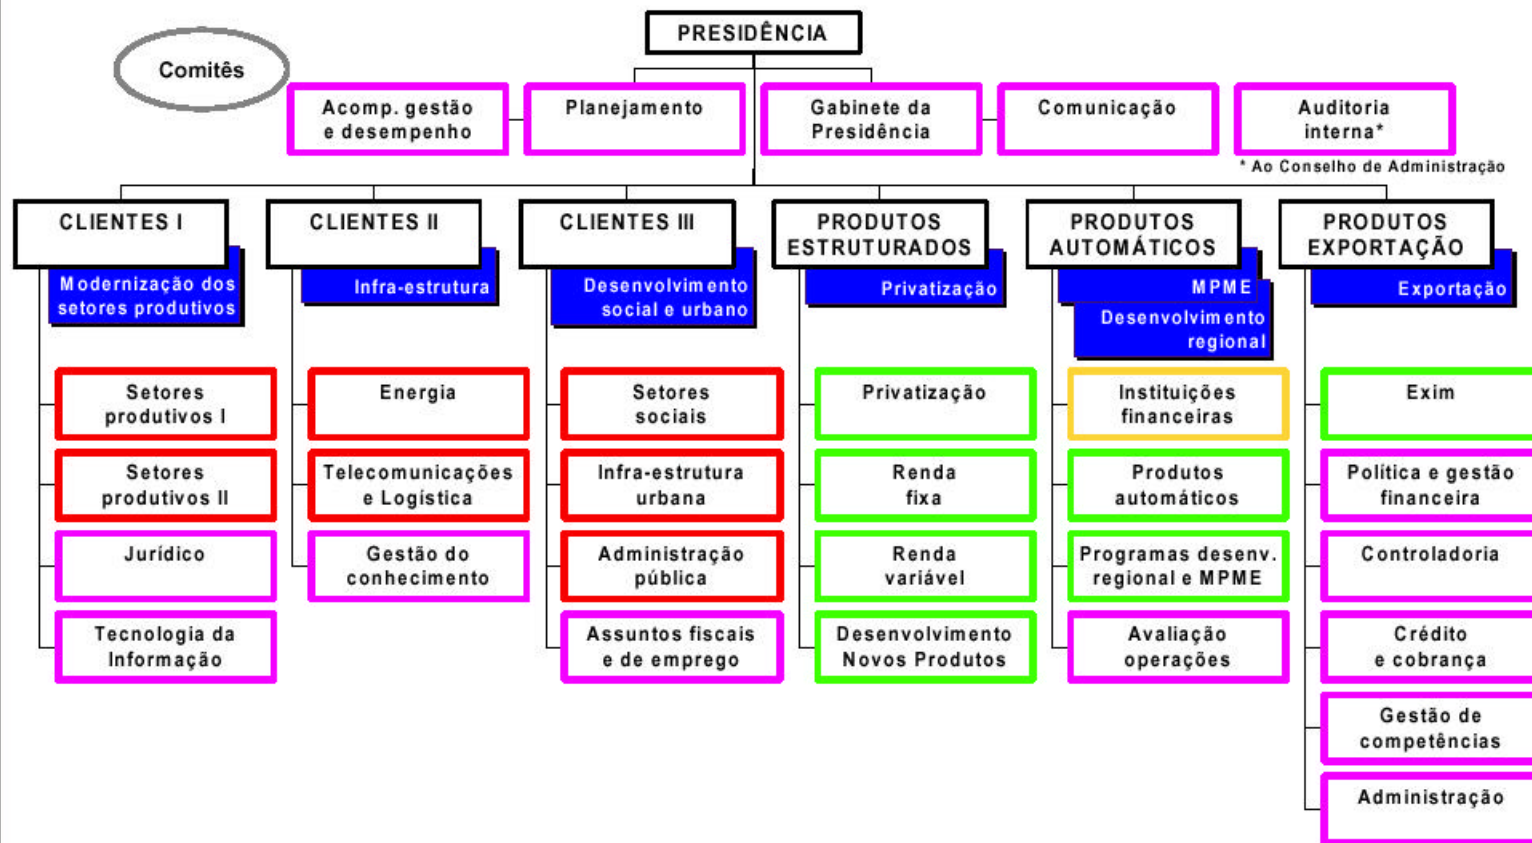 PRESIDÊNCIA
Comitês
Acomp. gestão
e desempenho
Planejamento
Gabinete da
Presidência
Comunicação
Auditoria
interna*
* Ao Conselho de Administração
CLIENTES I
Modernização dos
setores produtivos
Setores
produtivos I
Setores
produtivos II
Jurídico
Tecnologia da
Informação
CLIENTES II
Infra-estrutura
Energia
Telecomunicações
e Logística
Gestão do
conhecimento
CLIENTES III
Desenvolvimento
social e urbano
Setores
sociais
Infra-estrutura
urbana
Administração
pública
Assuntos fiscais
e de emprego
PRODUTOS
ESTRUTURADOS
Privatização
Privatização
Renda
fixa
Renda
variável
Desenvolvimento
Novos Produtos
PRODUTOS
AUTOMÁTICOS
MPME
Desenvolvimento
regional
Instituições
financeiras
Produtos
automáticos
Programas desenv.
regional e MPME
Avaliação
operações
PRODUTOS
EXPORTAÇÃO
Exportação
Exim
Política e gestão
financeira
Controladoria
Crédito
e cobrança
Gestão de
competências
Administração